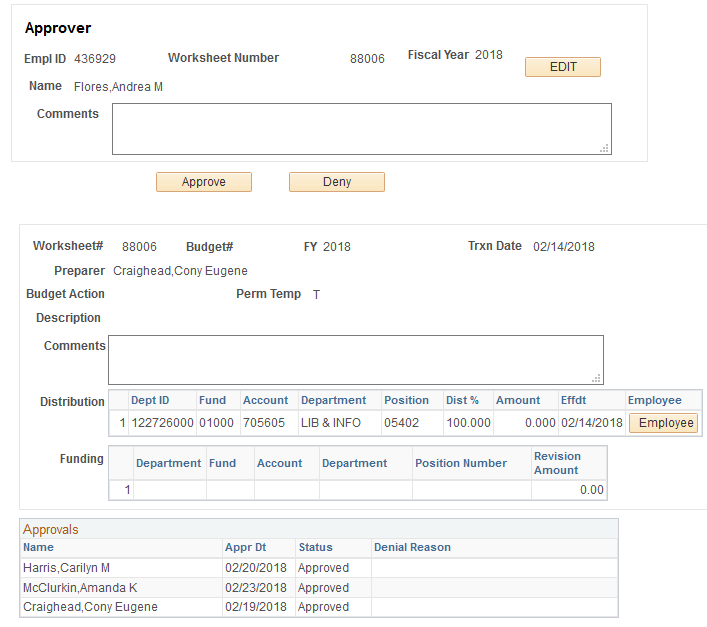 Approver
Empl ID 436929 Worksheet Number 88006 Fiscal Year 2018 EDIT
Name Flores,Andrea M
Comments
Approve Deny
Worksheet# 88006 Budget# FY 2018 Trxn Date 02/14/2018
Preparer Craighead,Cony Eugene
Budget Action Perm Temp T
Description
Comments
Distribution Dept ID Fund Account Department Position Dist % Amount Effdt Employee
1 122726000 01000 705605 LIB & INFO 05402 100.000 0.000 02/14/2018 Employee
Funding Department Fund Account Department Position Number Revision Amount
1 0.00
Approvals
Name Appr Dt Status Denial Reason
Harris,Carilyn M 02/20/2018 Approved
McClurkin,Amanda K 02/23/2018 Approved
Craighead,Cony Eugene 02/19/2018 Approved